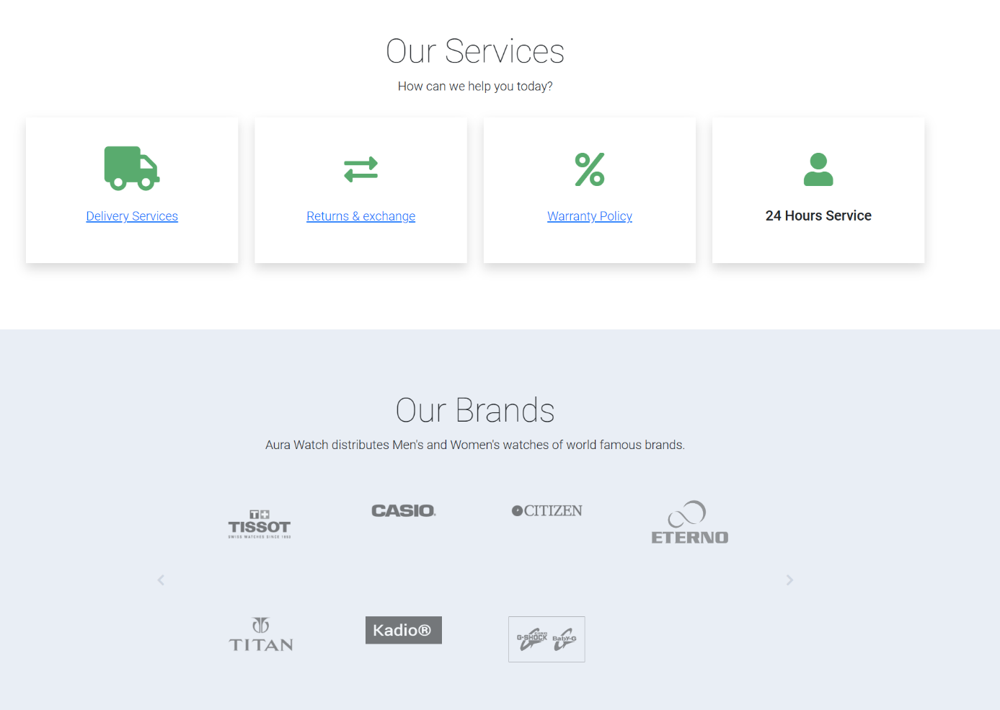 Our Services
How can we help you today?
Delivery Services
Returns & exchange
Warranty Policy
24 Hours Service
Our Brands
Aura Watch distributes Men's and Women's watches of world famous brands.
TISSOT
SWISS WATCHES SINCE 1853
CASIO
CITIZEN
ETERNO
TITAN
Kadio®
CASIO
G-SHOCK
Baby-G